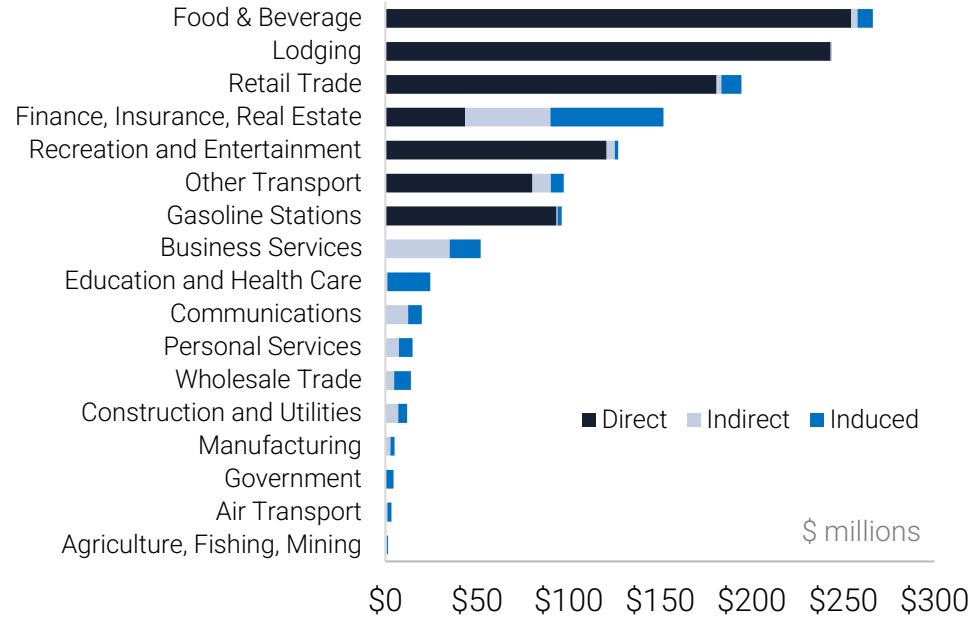 Food & Beverage
Lodging
Retail Trade
Finance, Insurance, Real Estate
Recreation and Entertainment
Other Transport
Gasoline Stations
Business Services
Education and Health Care
Communications
Personal Services
Wholesale Trade
Construction and Utilities
Direct Indirect Induced
Manufacturing
Government
Air Transport
$ millions
Agriculture, Fishing, Mining
$0 $50 $100 $150 $200 $250 $300